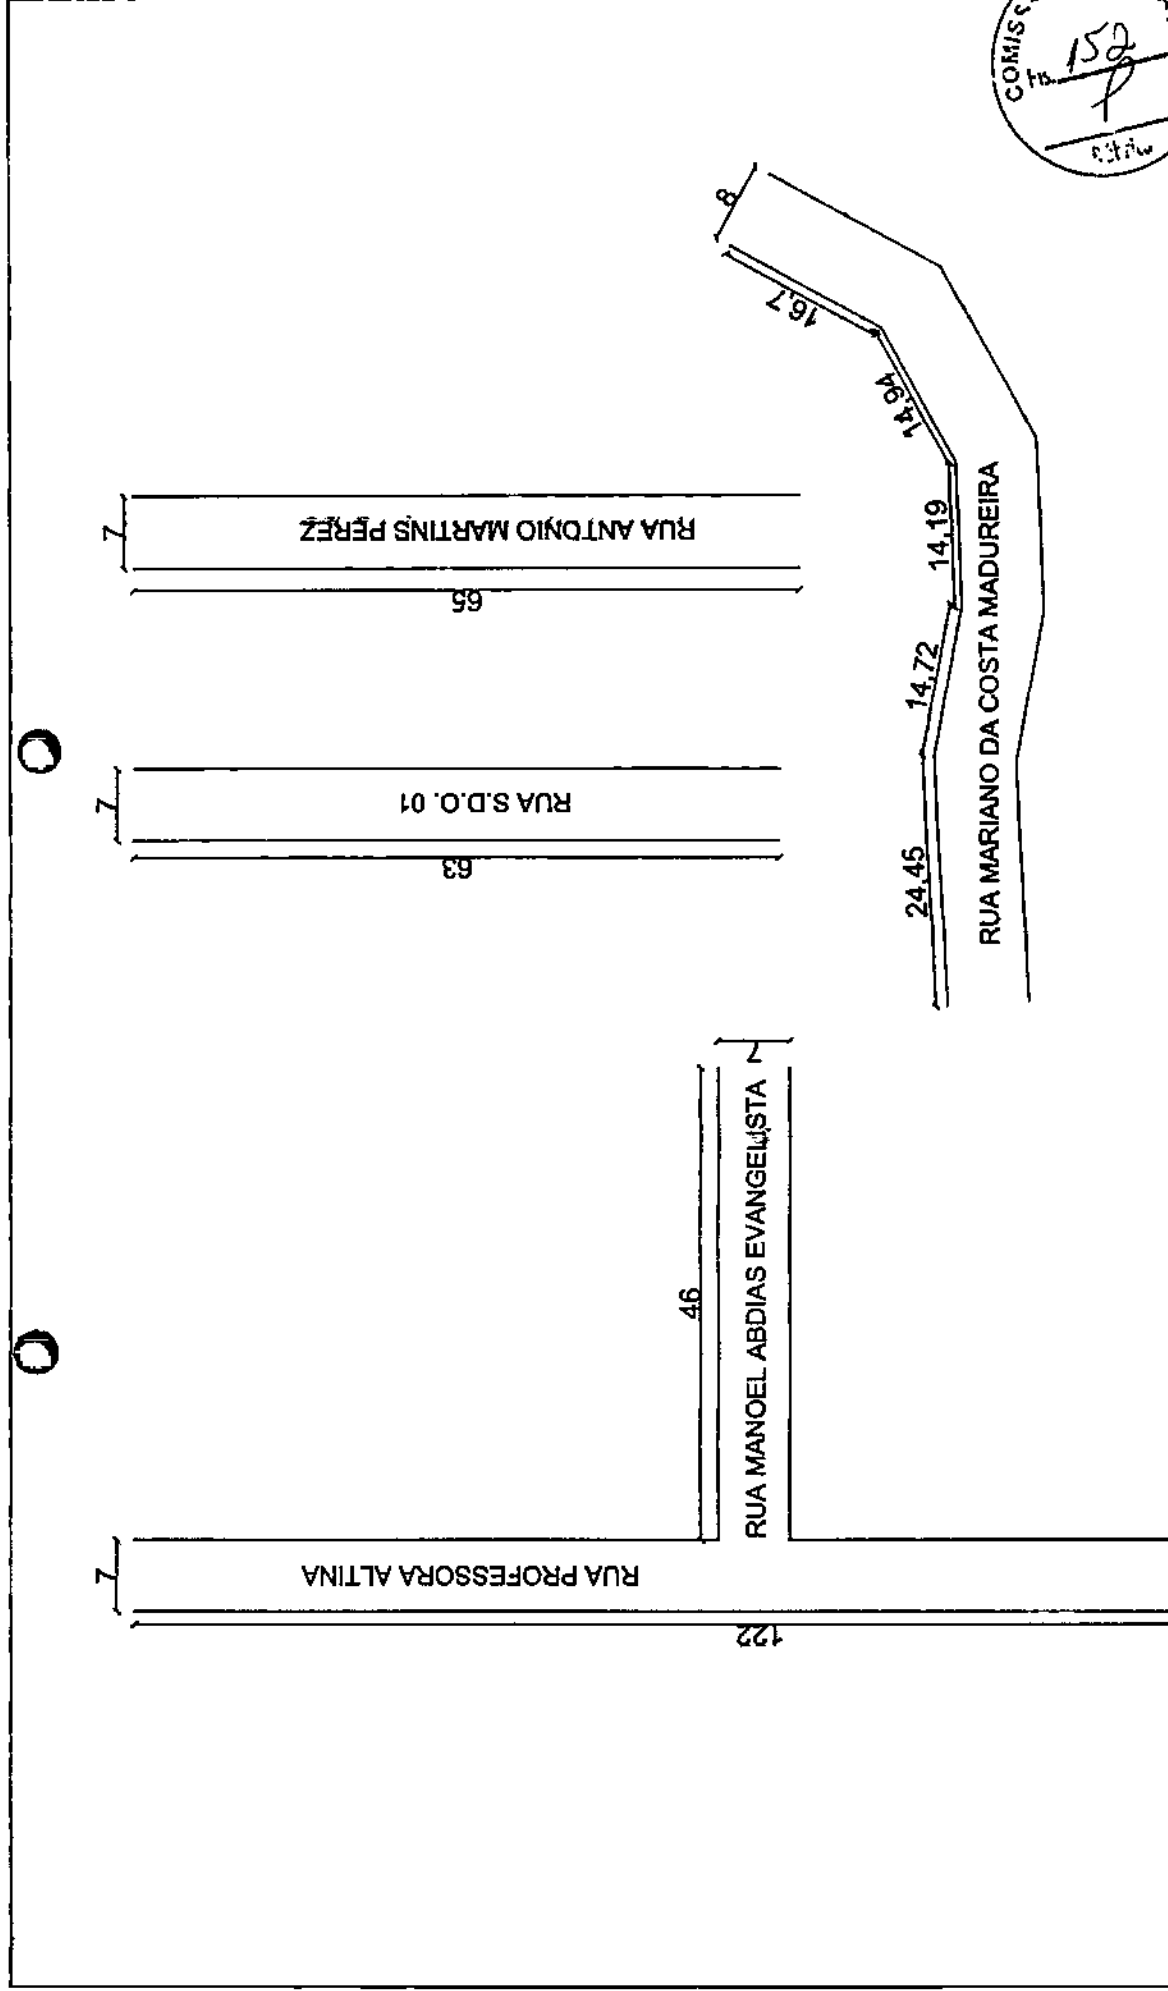 COMISS
Fls. 152
8
16,7
14,94
14,19
14,72
24,45
RUA MARIANO DA COSTA MADUREIRA
7
RUA ANTONIO MARTINS PEREZ
65
7
RUA S.D.O. 01
63
7
46
RUA MANOEL ABDIAS EVANGELISTA
7
RUA PROFESSORA ALTINA
122